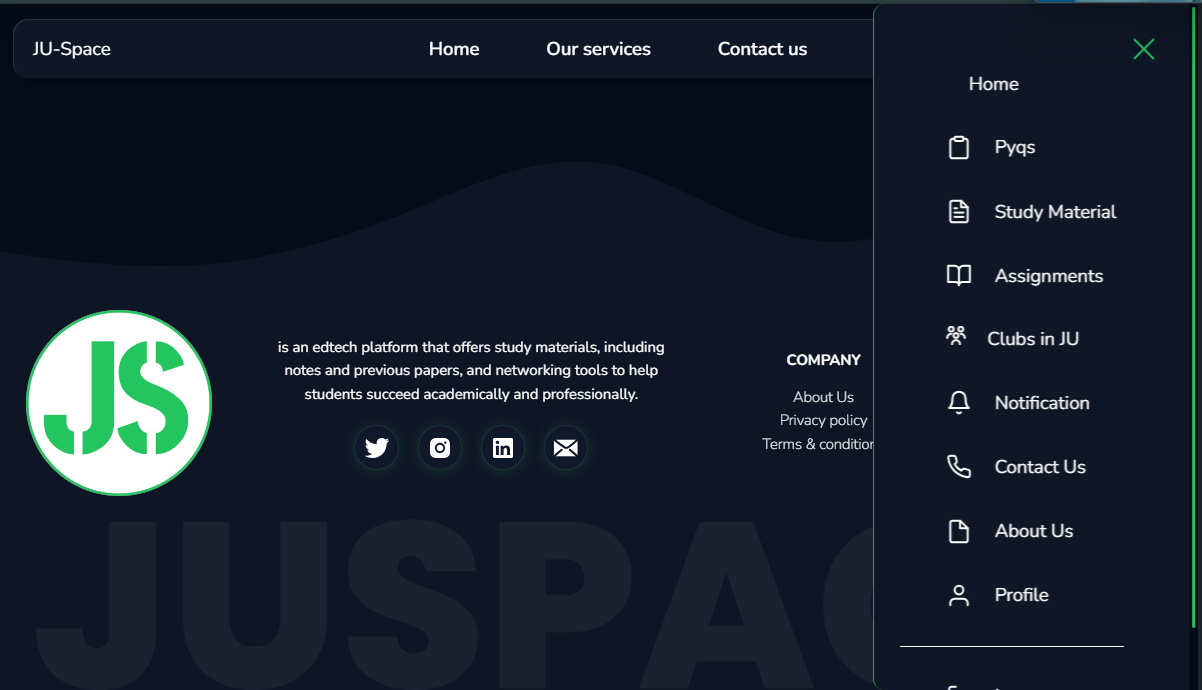 JU-Space
Home
Our services
Contact us
Home
Pyqs
Study Material
Assignments
Clubs in JU
Notification
Contact Us
About Us
Profile
JS
is an edtech platform that offers study materials, including
notes and previous papers, and networking tools to help
students succeed academically and professionally.
COMPANY
About Us
Privacy policy
Terms & condition
JUSPAC